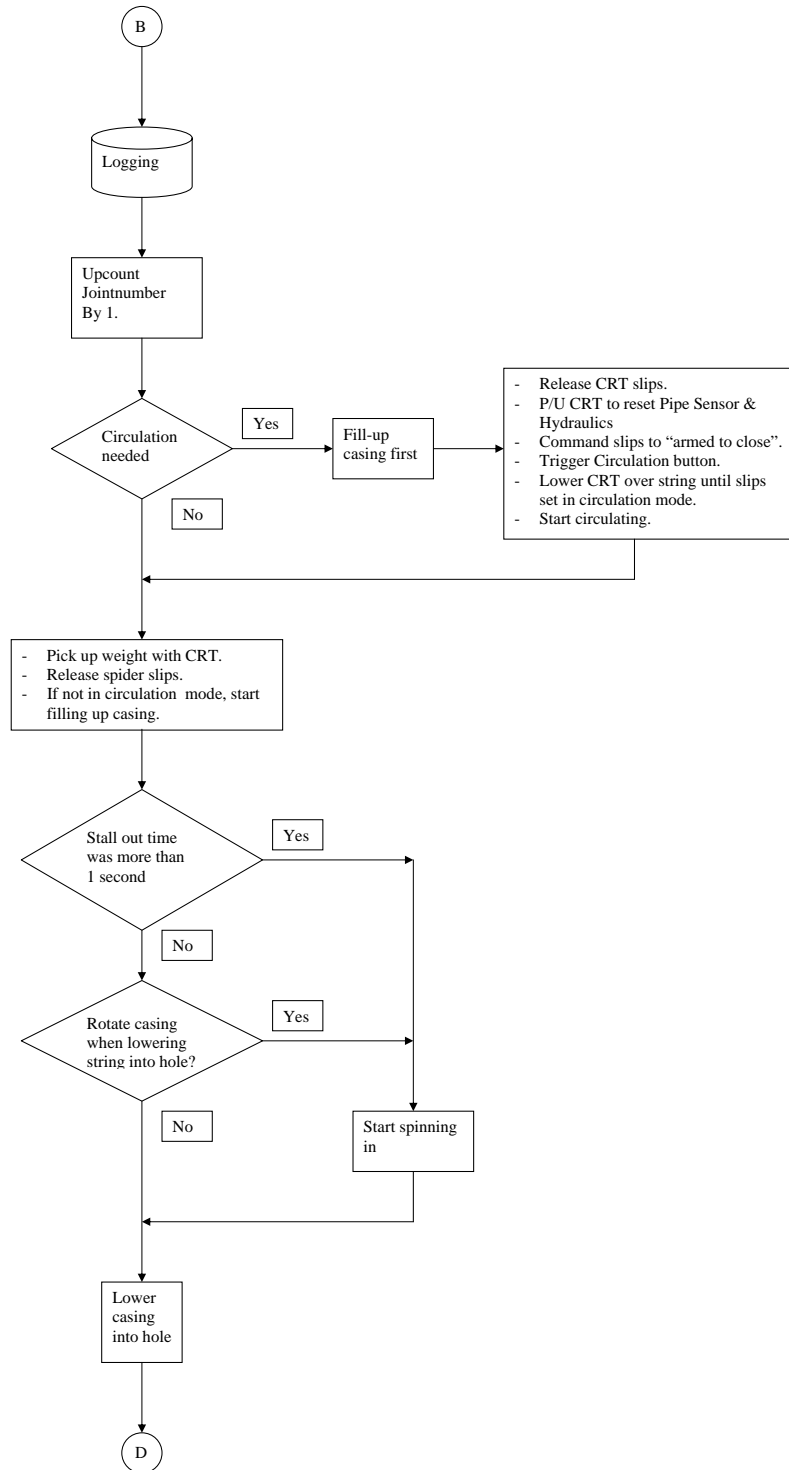 B
Logging
Upcount
Jointnumber
By 1.
Circulation
needed
Yes
Fill-up
casing first
- Release CRT slips.
- P/U CRT to reset Pipe Sensor &
Hydraulics
- Command slips to “armed to close”.
- Trigger Circulation button.
- Lower CRT over string until slips
set in circulation mode.
- Start circulating.
No
- Pick up weight with CRT.
- Release spider slips.
- If not in circulation mode, start
filling up casing.
Stall out time
was more than
1 second
Yes
No
Rotate casing
when lowering
string into hole?
Yes
No
Start spinning
in
Lower
casing
into hole
D